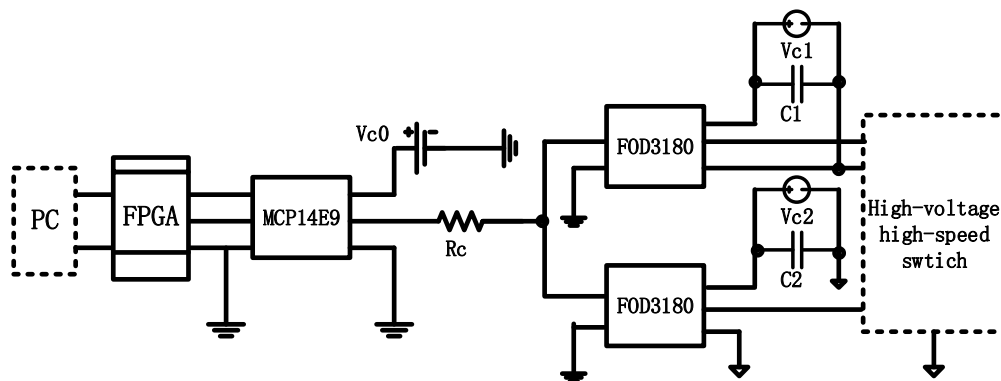 Vc1
C1
Vc0
FOD3180
PC
FPGA
MCP14E9
Rc
Vc2
C2
FOD3180
High-voltage
high-speed
swtich